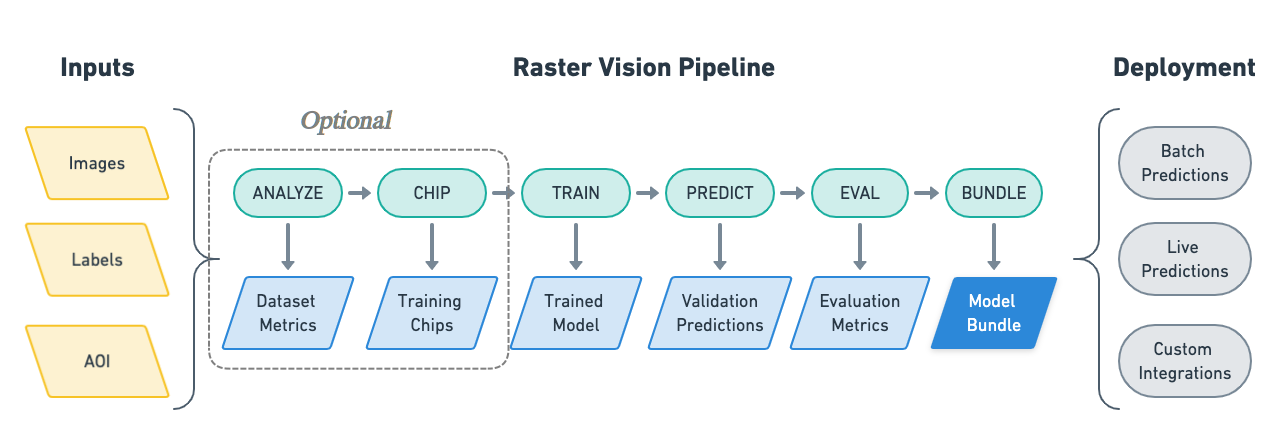 Inputs
Raster Vision Pipeline
Deployment
Optional
Images
Labels
AOI
ANALYZE
CHIP
TRAIN
PREDICT
EVAL
BUNDLE
Dataset
Metrics
Training
Chips
Trained
Model
Validation
Predictions
Evaluation
Metrics
Model
Bundle
Batch
Predictions
Live
Predictions
Custom
Integrations